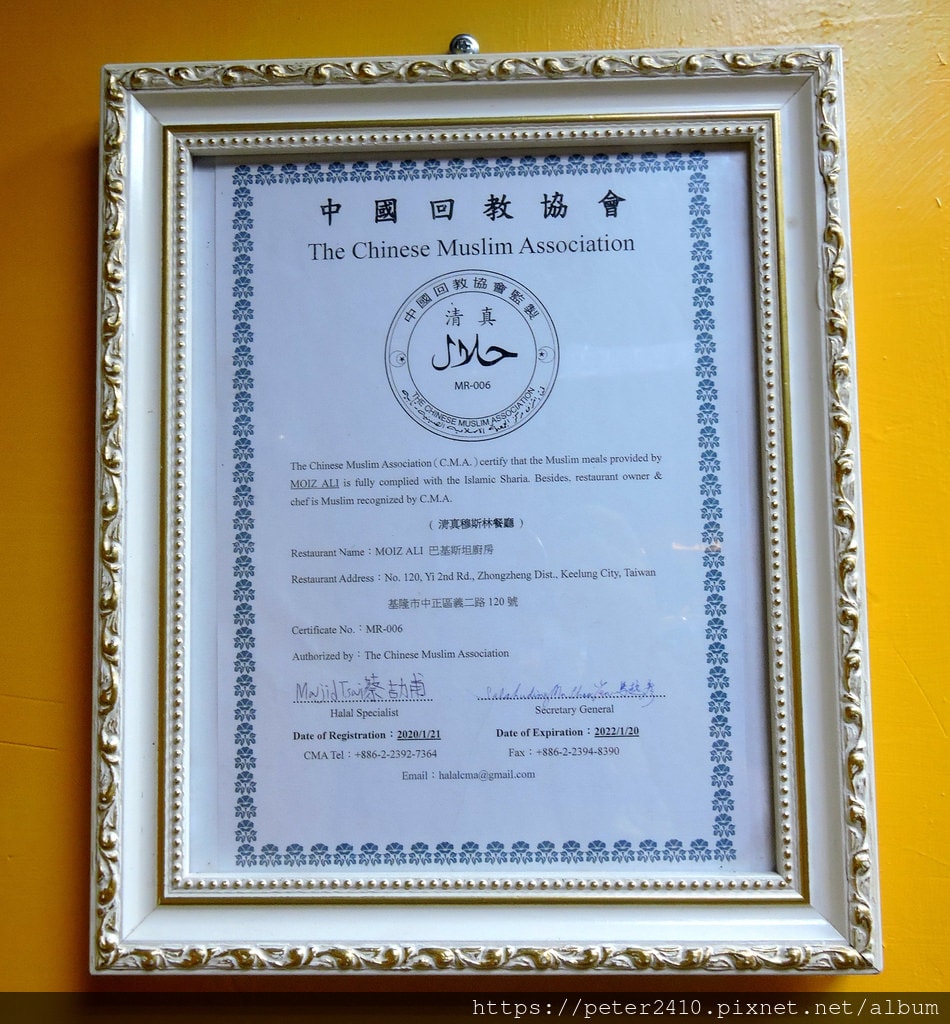 中國回教協會
The Chinese Muslim Association
中國回教協會監製
清真
حلال
MR-006
THE CHINESE MUSLIM ASSOCIATION
The Chinese Muslim Association ( C.M.A. ) certify that the Muslim meals provided by
MOIZ ALI is fully complied with the Islamic Sharia. Besides, restaurant owner &
chef is Muslim recognized by C.M.A.
( 清真穆斯林餐廳 )
Restaurant Name：MOIZ ALI 巴基斯坦廚房
Restaurant Address：No. 120, Yi 2nd Rd., Zhongzheng Dist., Keelung City, Taiwan
基隆市中正區義二路 120 號
Certificate No.：MR-006
Authorized by：The Chinese Muslim Association
Majid Tsai 蔡
Halal Specialist
Secretary General
Date of Registration：2020/1/21 Date of Expiration：2022/1/20
CMA Tel：+886-2-2392-7364 Fax：+886-2-2394-8390
Email：halalcma@gmail.com
https://peter2410.pixnet.net/album